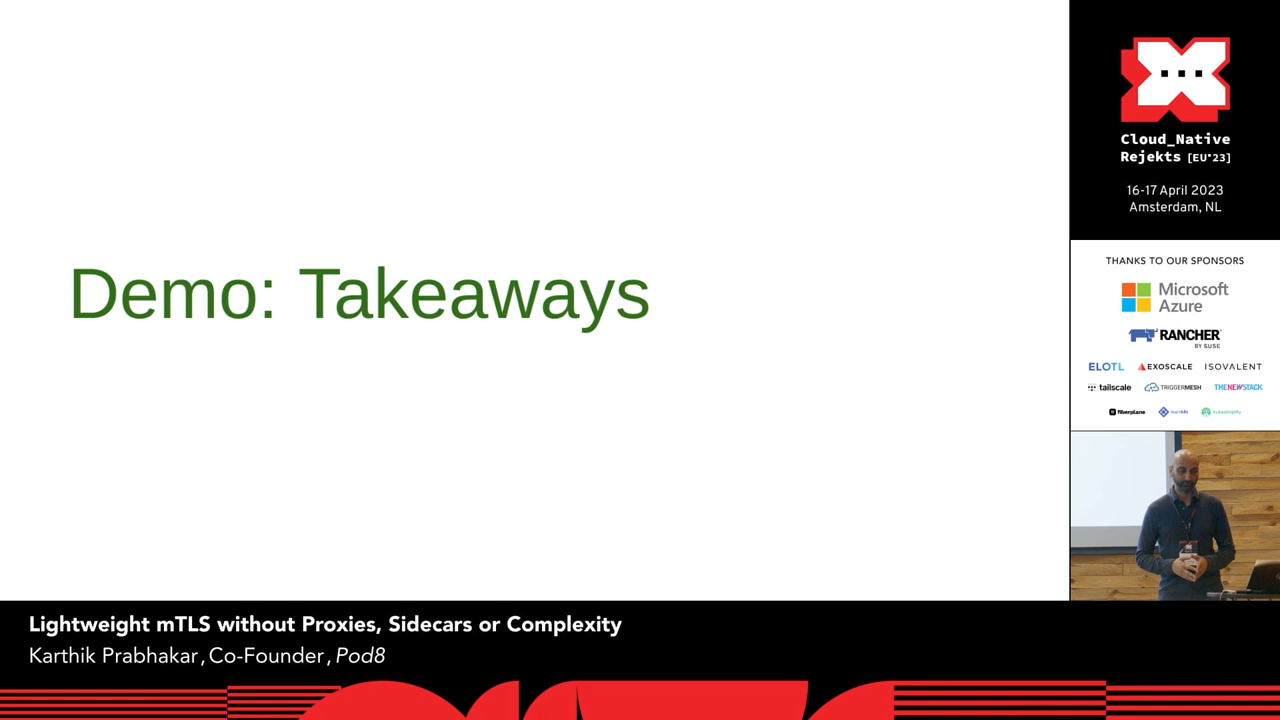 Demo: Takeaways
Cloud_Native
Rejekts [EU'23]
16-17 April 2023
Amsterdam, NL
THANKS TO OUR SPONSORS
Microsoft
Azure
RANCHER
BY SUSE
ELOTL
EXOSCALE
ISOVALENT
tailscale
TRIGGERMESH
THENEWSTACK
fiberplane
Lightweight mTLS without Proxies, Sidecars or Complexity
Karthik Prabhakar, Co-Founder, Pod8